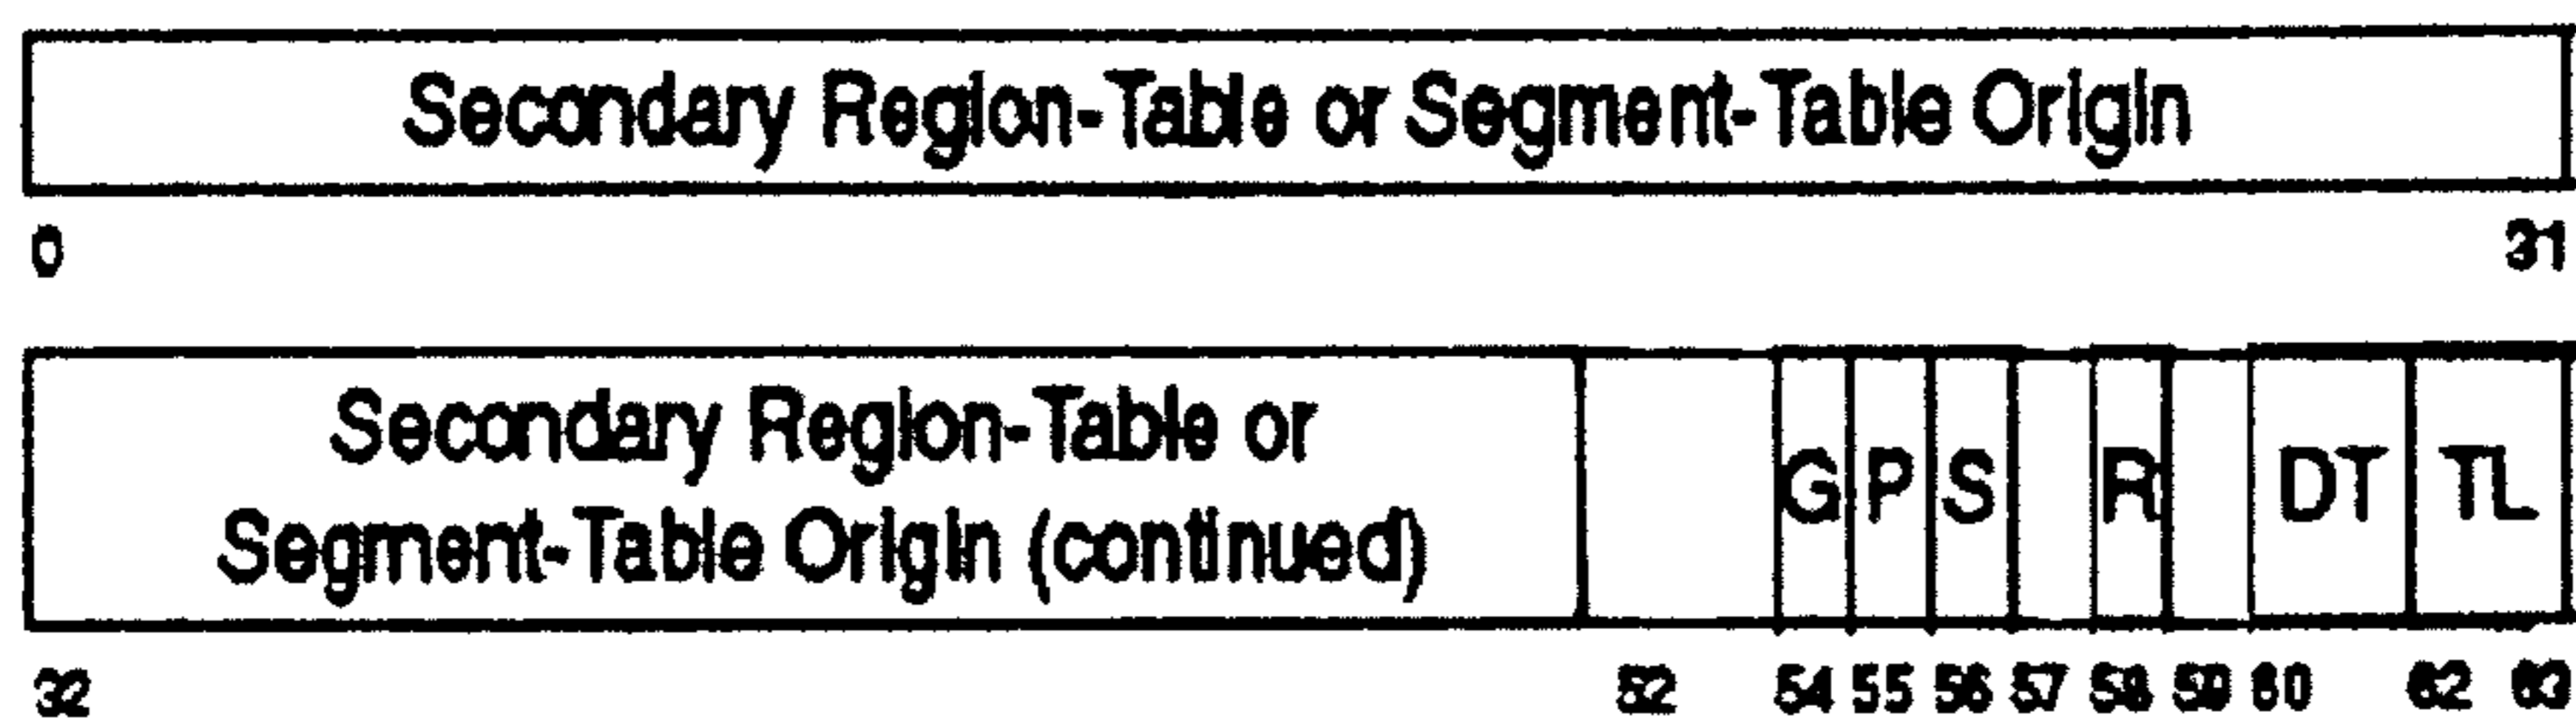 Secondary Region-Table or Segment-Table Origin
0 31
Secondary Region-Table or
Segment-Table Origin (continued)
G P S R DT TL
32 52 54 55 56 57 58 59 60 62 63